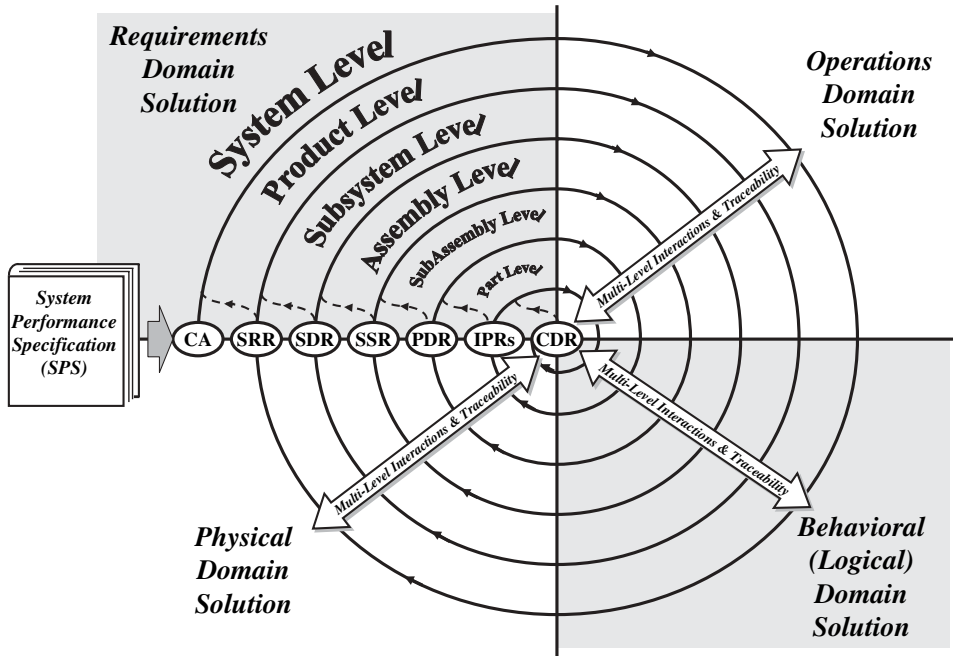 Requirements
Domain
Solution
System Level
Product Level
Subsystem Level
Assembly Level
SubAssembly Level
Part Level
Operations
Domain
Solution
Multi-Level Interactions & Traceability
System
Performance
Specification
(SPS)
CA
SRR
SDR
SSR
PDR
IPRs
CDR
Multi-Level Interactions & Traceability
Multi-Level Interactions & Traceability
Physical
Domain
Solution
Behavioral
(Logical)
Domain
Solution